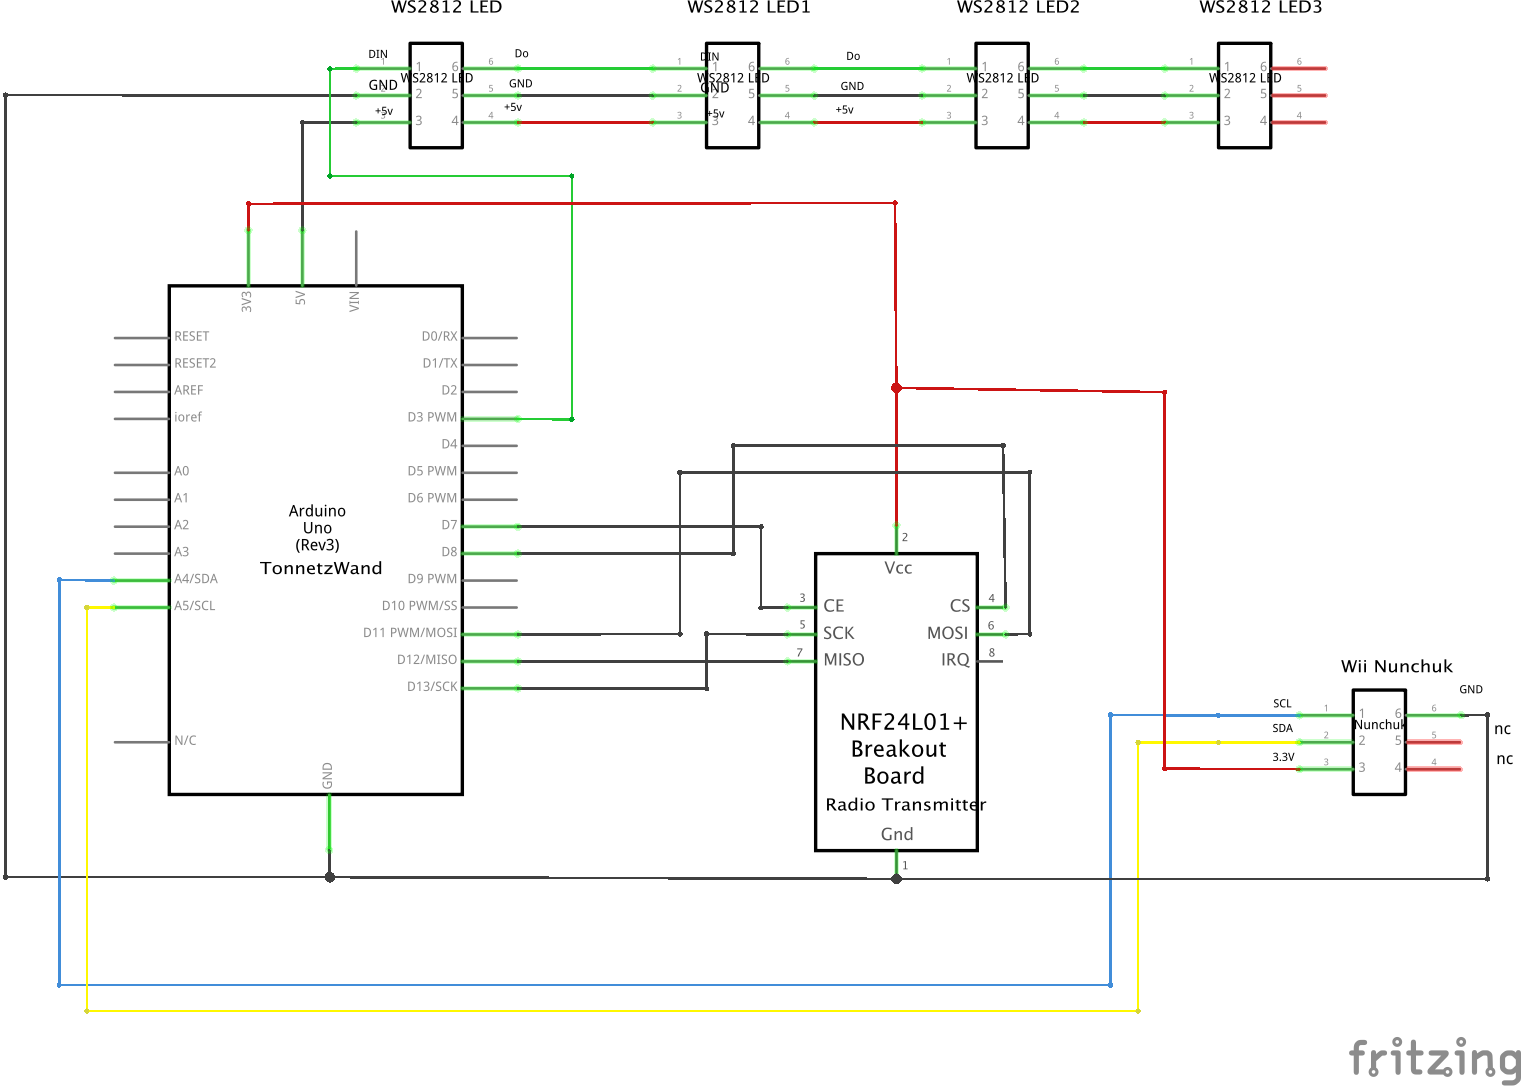 WS2812 LED
WS2812 LED1
WS2812 LED2
WS2812 LED3
DIN 1 1 6 6 Do
WS2812 LED
GND 2 5 5 GND
+5v 3 4 4 +5v
1 DIN 1 6 6 Do
WS2812 LED
2 GND 2 5 5 GND
3 +5v 3 4 4 +5v
1 1 6 6
WS2812 LED
2 2 5 5
3 3 4 4
1 1 6 6
WS2812 LED
2 2 5 5
3 3 4 4
3V3
5V
VIN
RESET
RESET2
AREF
ioref
A0
A1
A2
A3
A4/SDA
A5/SCL
N/C
D0/RX
D1/TX
D2
D3 PWM
D4
D5 PWM
D6 PWM
D7
D8
D9 PWM
D10 PWM/SS
D11 PWM/MOSI
D12/MISO
D13/SCK
Arduino
Uno
(Rev3)
TonnetzWand
GND
2
Vcc
3 CE
5 SCK
7 MISO
CS 4
MOSI 6
IRQ 8
NRF24L01+
Breakout
Board
Radio Transmitter
Gnd
1
Wii Nunchuk
SCL 1 1 6 6 GND
Nunchuk
SDA 2 2 5 5 nc
3.3V 3 3 4 4 nc
fritzing